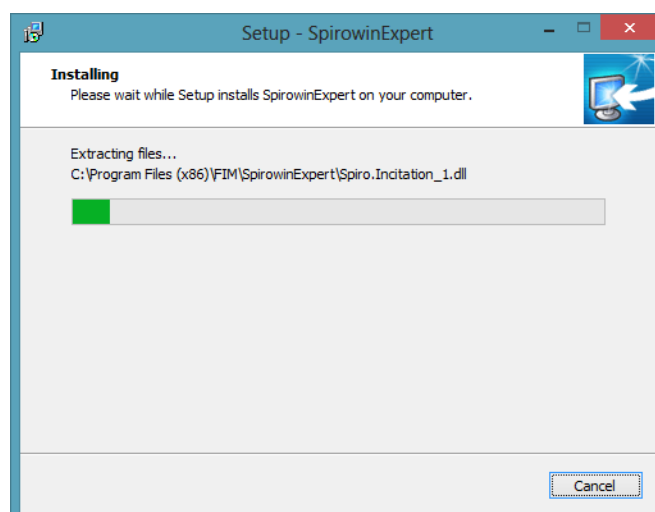 Setup - SpirowinExpert
Installing
Please wait while Setup installs SpirowinExpert on your computer.
Extracting files...
C:\Program Files (x86)\FIM\SpirowinExpert\Spiro.Incitation_1.dll
Cancel